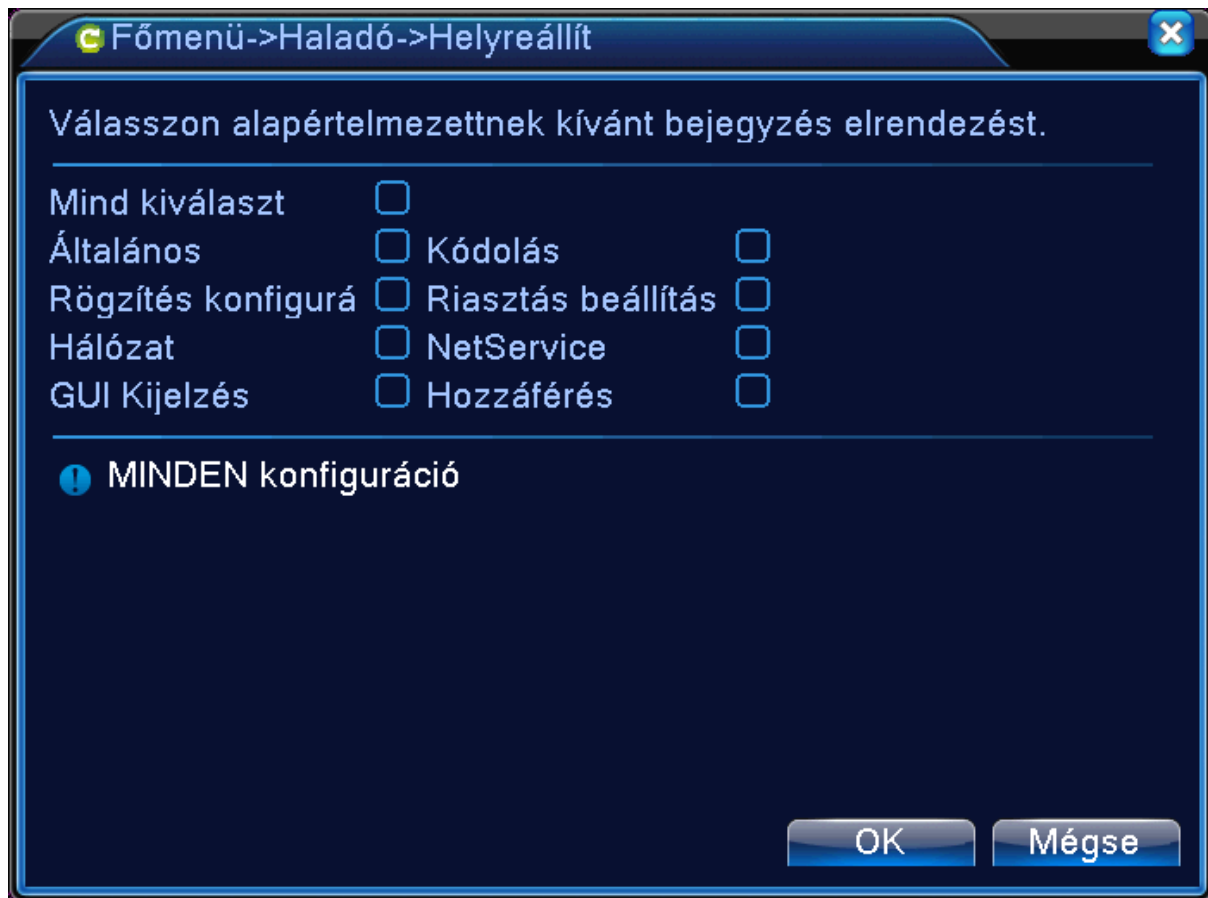 Főmenü->Haladó->Helyreállít
Válasszon alapértelmezettnek kívánt bejegyzés elrendezést.
Mind kiválaszt
Általános Kódolás
Rögzítés konfigurá Riasztás beállítás
Hálózat NetService
GUI Kijelzés Hozzáférés
MINDEN konfiguráció
OK Mégse